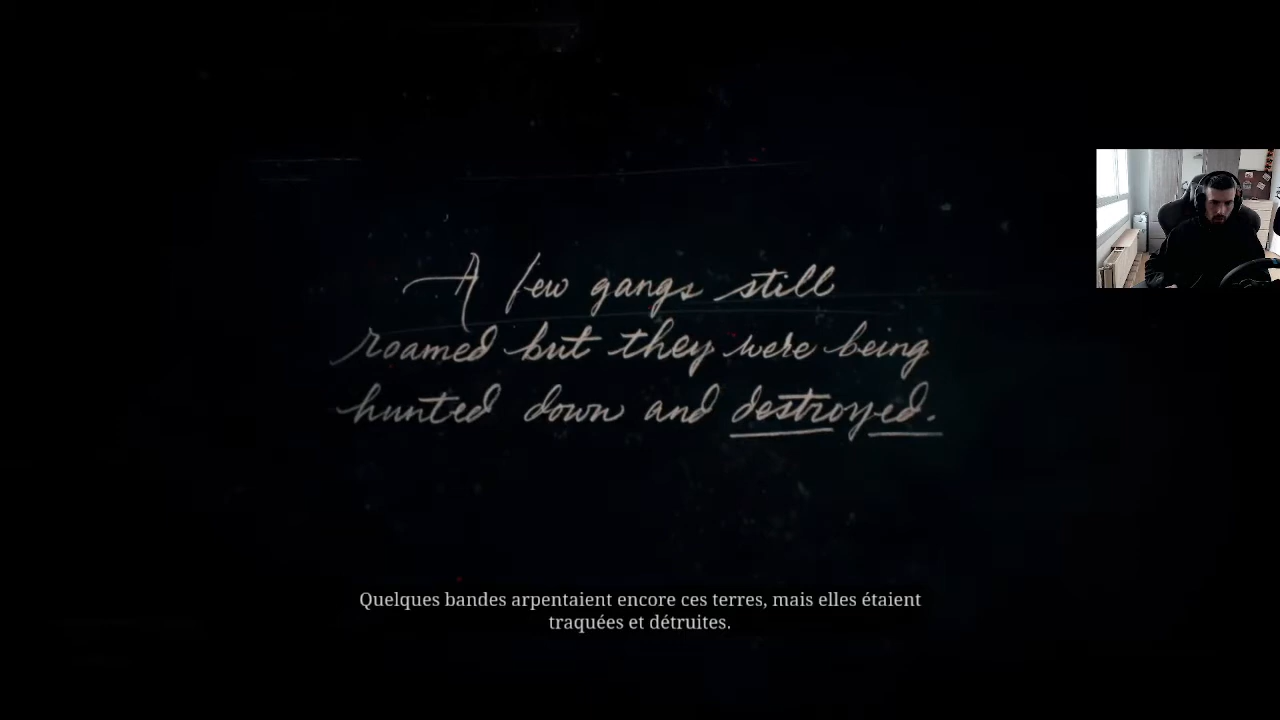 A few gangs still
roamed but they were being
hunted down and destroyed.
Quelques bandes arpentaient encore ces terres, mais elles étaient
traquées et détruites.